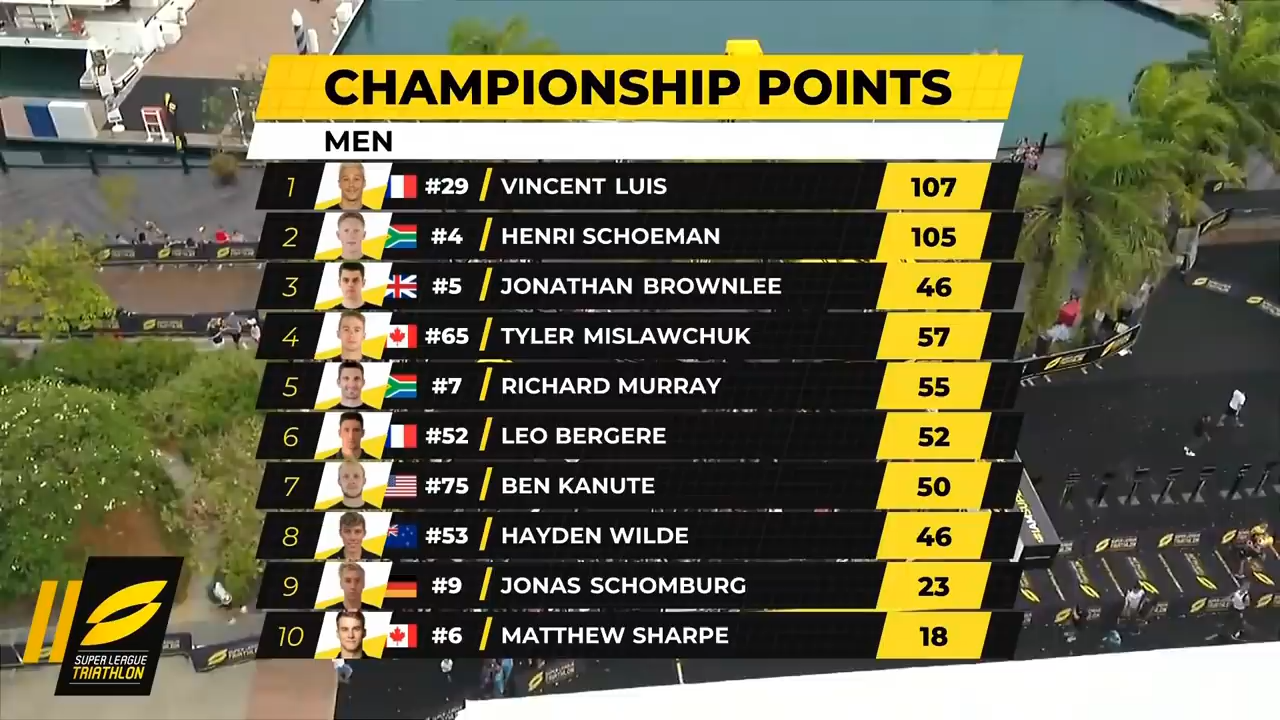 CHAMPIONSHIP POINTS
MEN
1 #29 / VINCENT LUIS 107
2 #4 / HENRI SCHOEMAN 105
3 #5 / JONATHAN BROWNLEE 46
4 #65 / TYLER MISLAWCHUK 57
5 #7 / RICHARD MURRAY 55
6 #52 / LEO BERGERE 52
7 #75 / BEN KANUTE 50
8 #53 / HAYDEN WILDE 46
9 #9 / JONAS SCHOMBURG 23
10 #6 / MATTHEW SHARPE 18
SUPER LEAGUE
TRIATHLON